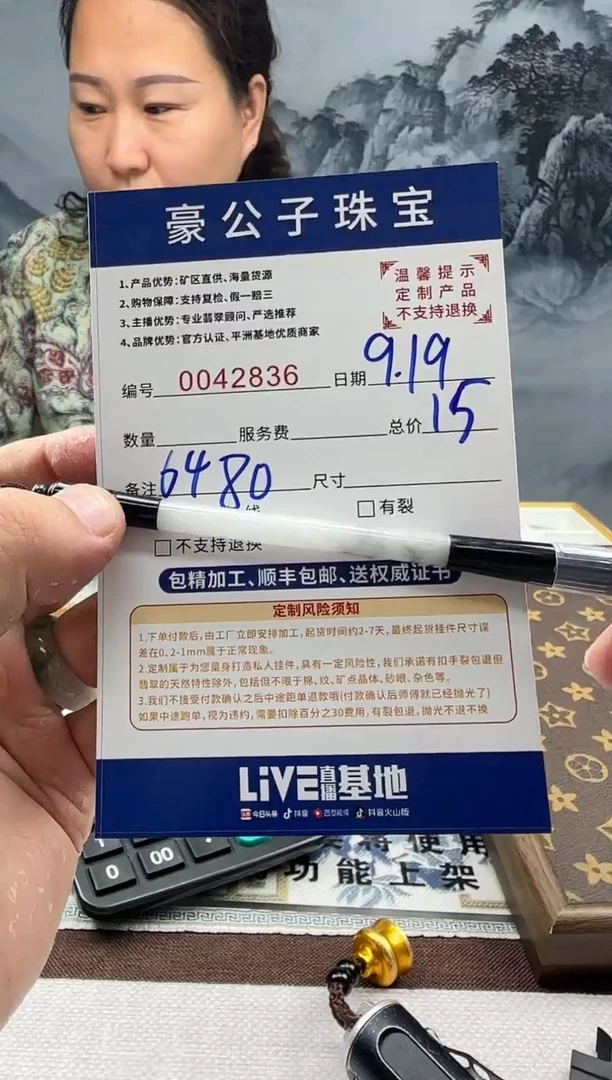 豪公子珠宝
1、产品优势：矿区直供、海量货源
2、购物保障：支持复检、假一赔三
3、主播优势：专业翡翠顾问、严选推荐
4、品牌优势：官方认证、平洲基地优质商家
温馨提示
定制产品
不支持退换
编号 0042836 日期 9.19
数量 服务费 总价 15
备注 6480 尺寸
线 □有裂
□不支持退换
包精加工、顺丰包邮、送权威证书
定制风险须知
1.下单付款后，由工厂立即安排加工，起货时间约2-7天，最终起货挂件尺寸误
差在0.2-1mm属于正常现象。
2.定制属于为您量身打造私人挂件，具有一定风险性，我们承诺有扣手裂包退但
翡翠的天然特性除外，包括但不限于棉、纹、矿点晶体、砂眼、杂色等。
3.我们不接受付款确认之后中途跑单退款哦(付款确认后师傅就已经抛光了)
如果中途跑单，视为违约，需要扣除百分之30费用，有裂包退，抛光不退不换
LiVE直播基地
今日头条 抖音 西瓜视频 抖音火山版
0 00
使用
功能上架